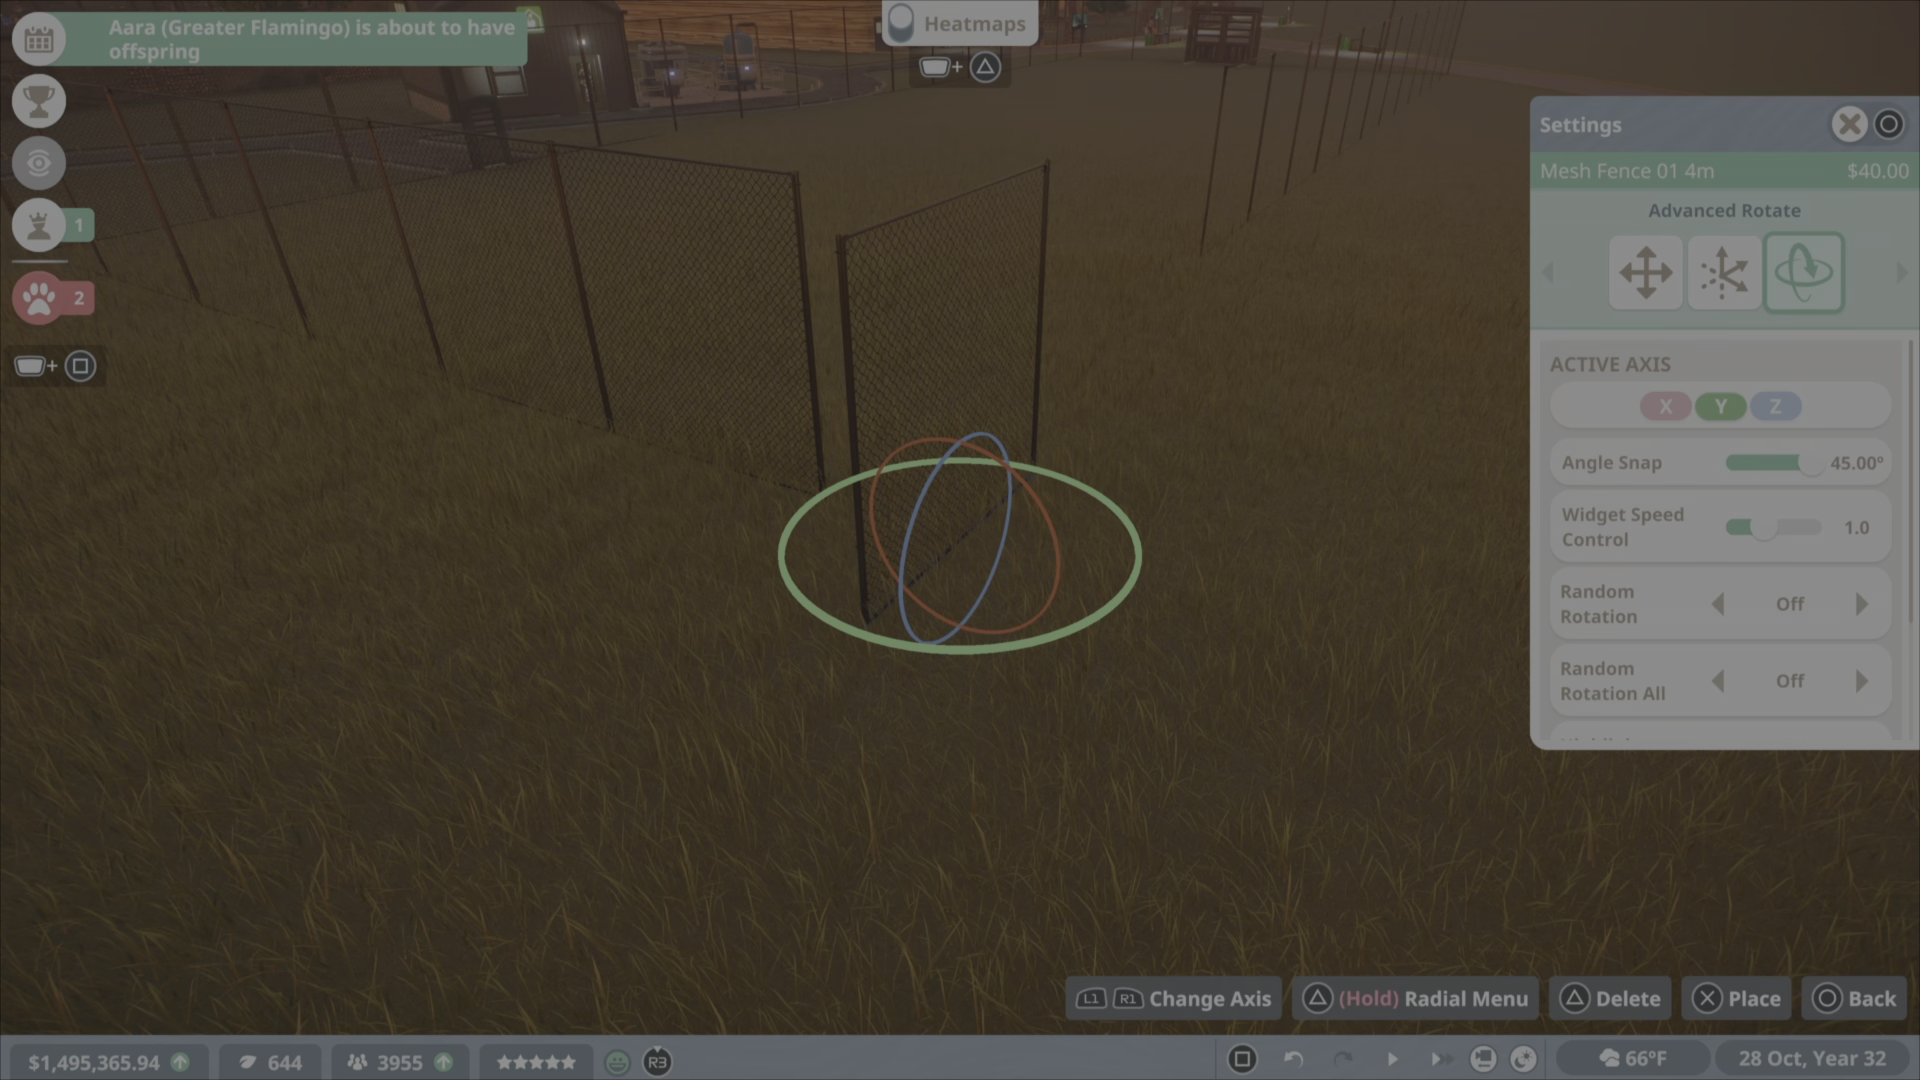 Aara (Greater Flamingo) is about to have
offspring
Heatmaps
+
1
2
+
Settings
Mesh Fence 01 4m $40.00
Advanced Rotate
ACTIVE AXIS
X Y Z
Angle Snap 45.00°
Widget Speed
Control 1.0
Random
Rotation Off
Random
Rotation All Off
L1 R1 Change Axis (Hold) Radial Menu Delete Place Back
$1,495,365.94 644 3955 R3 66°F 28 Oct, Year 32